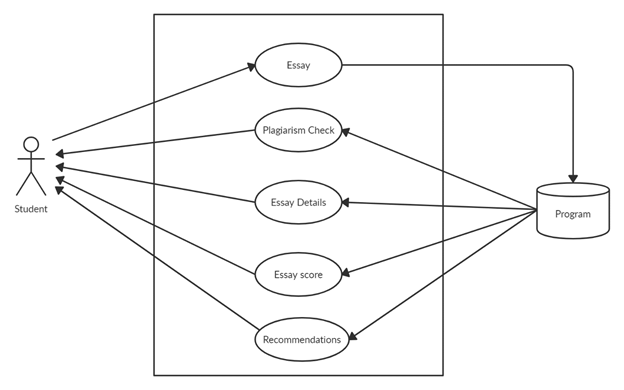 Essay
Plagiarism Check
Essay Details
Program
Student
Essay score
Recommendations